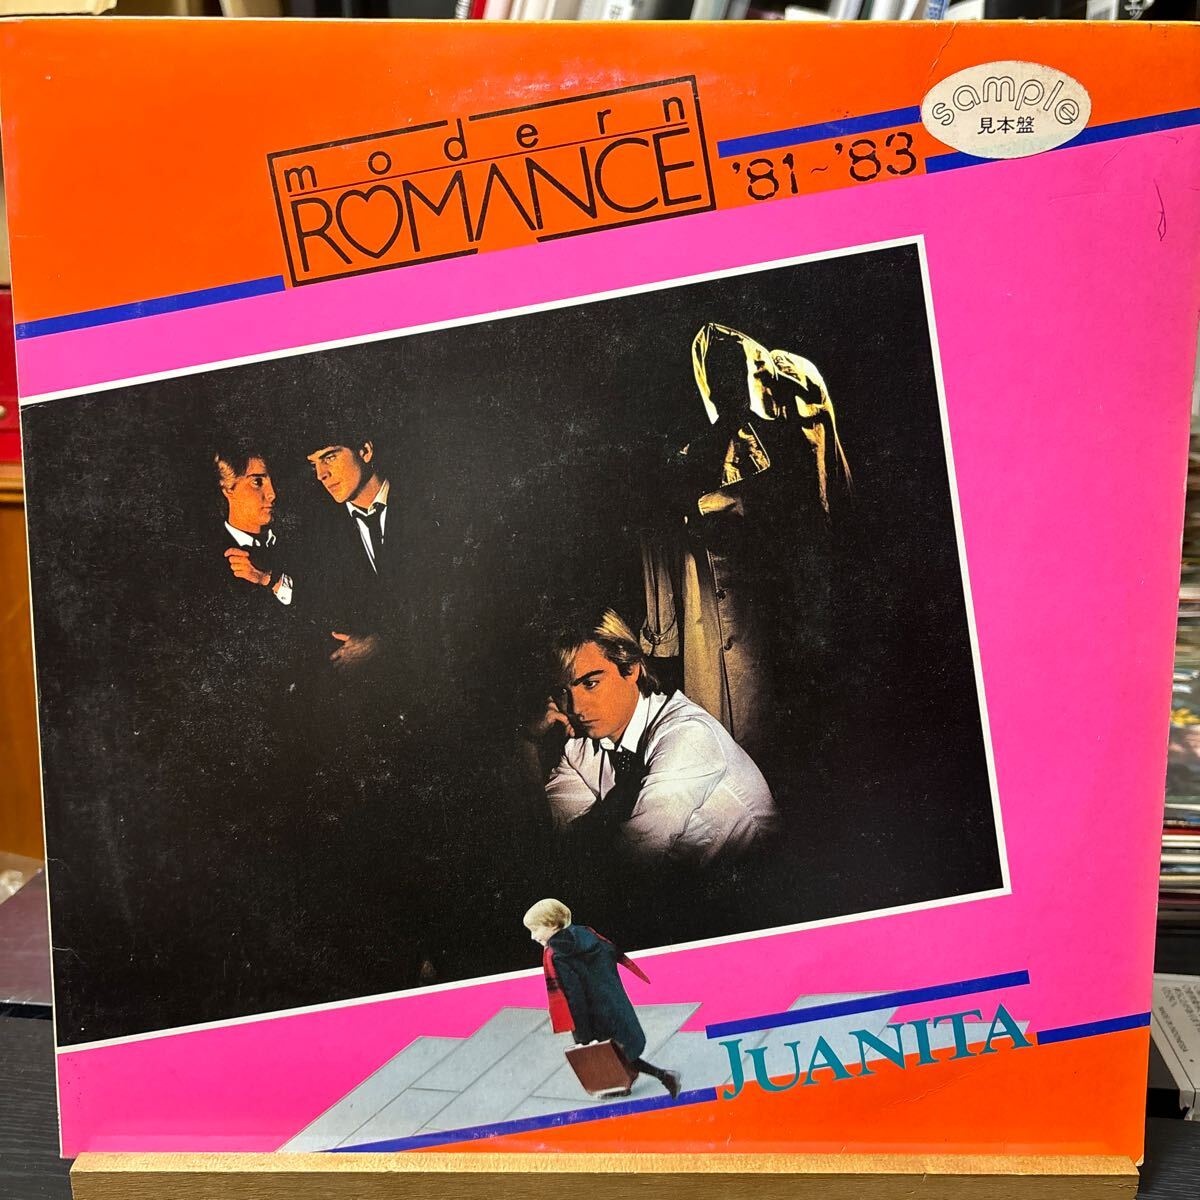 modern
ROMANCE
'81~'83
sample
見本盤
JUANITA